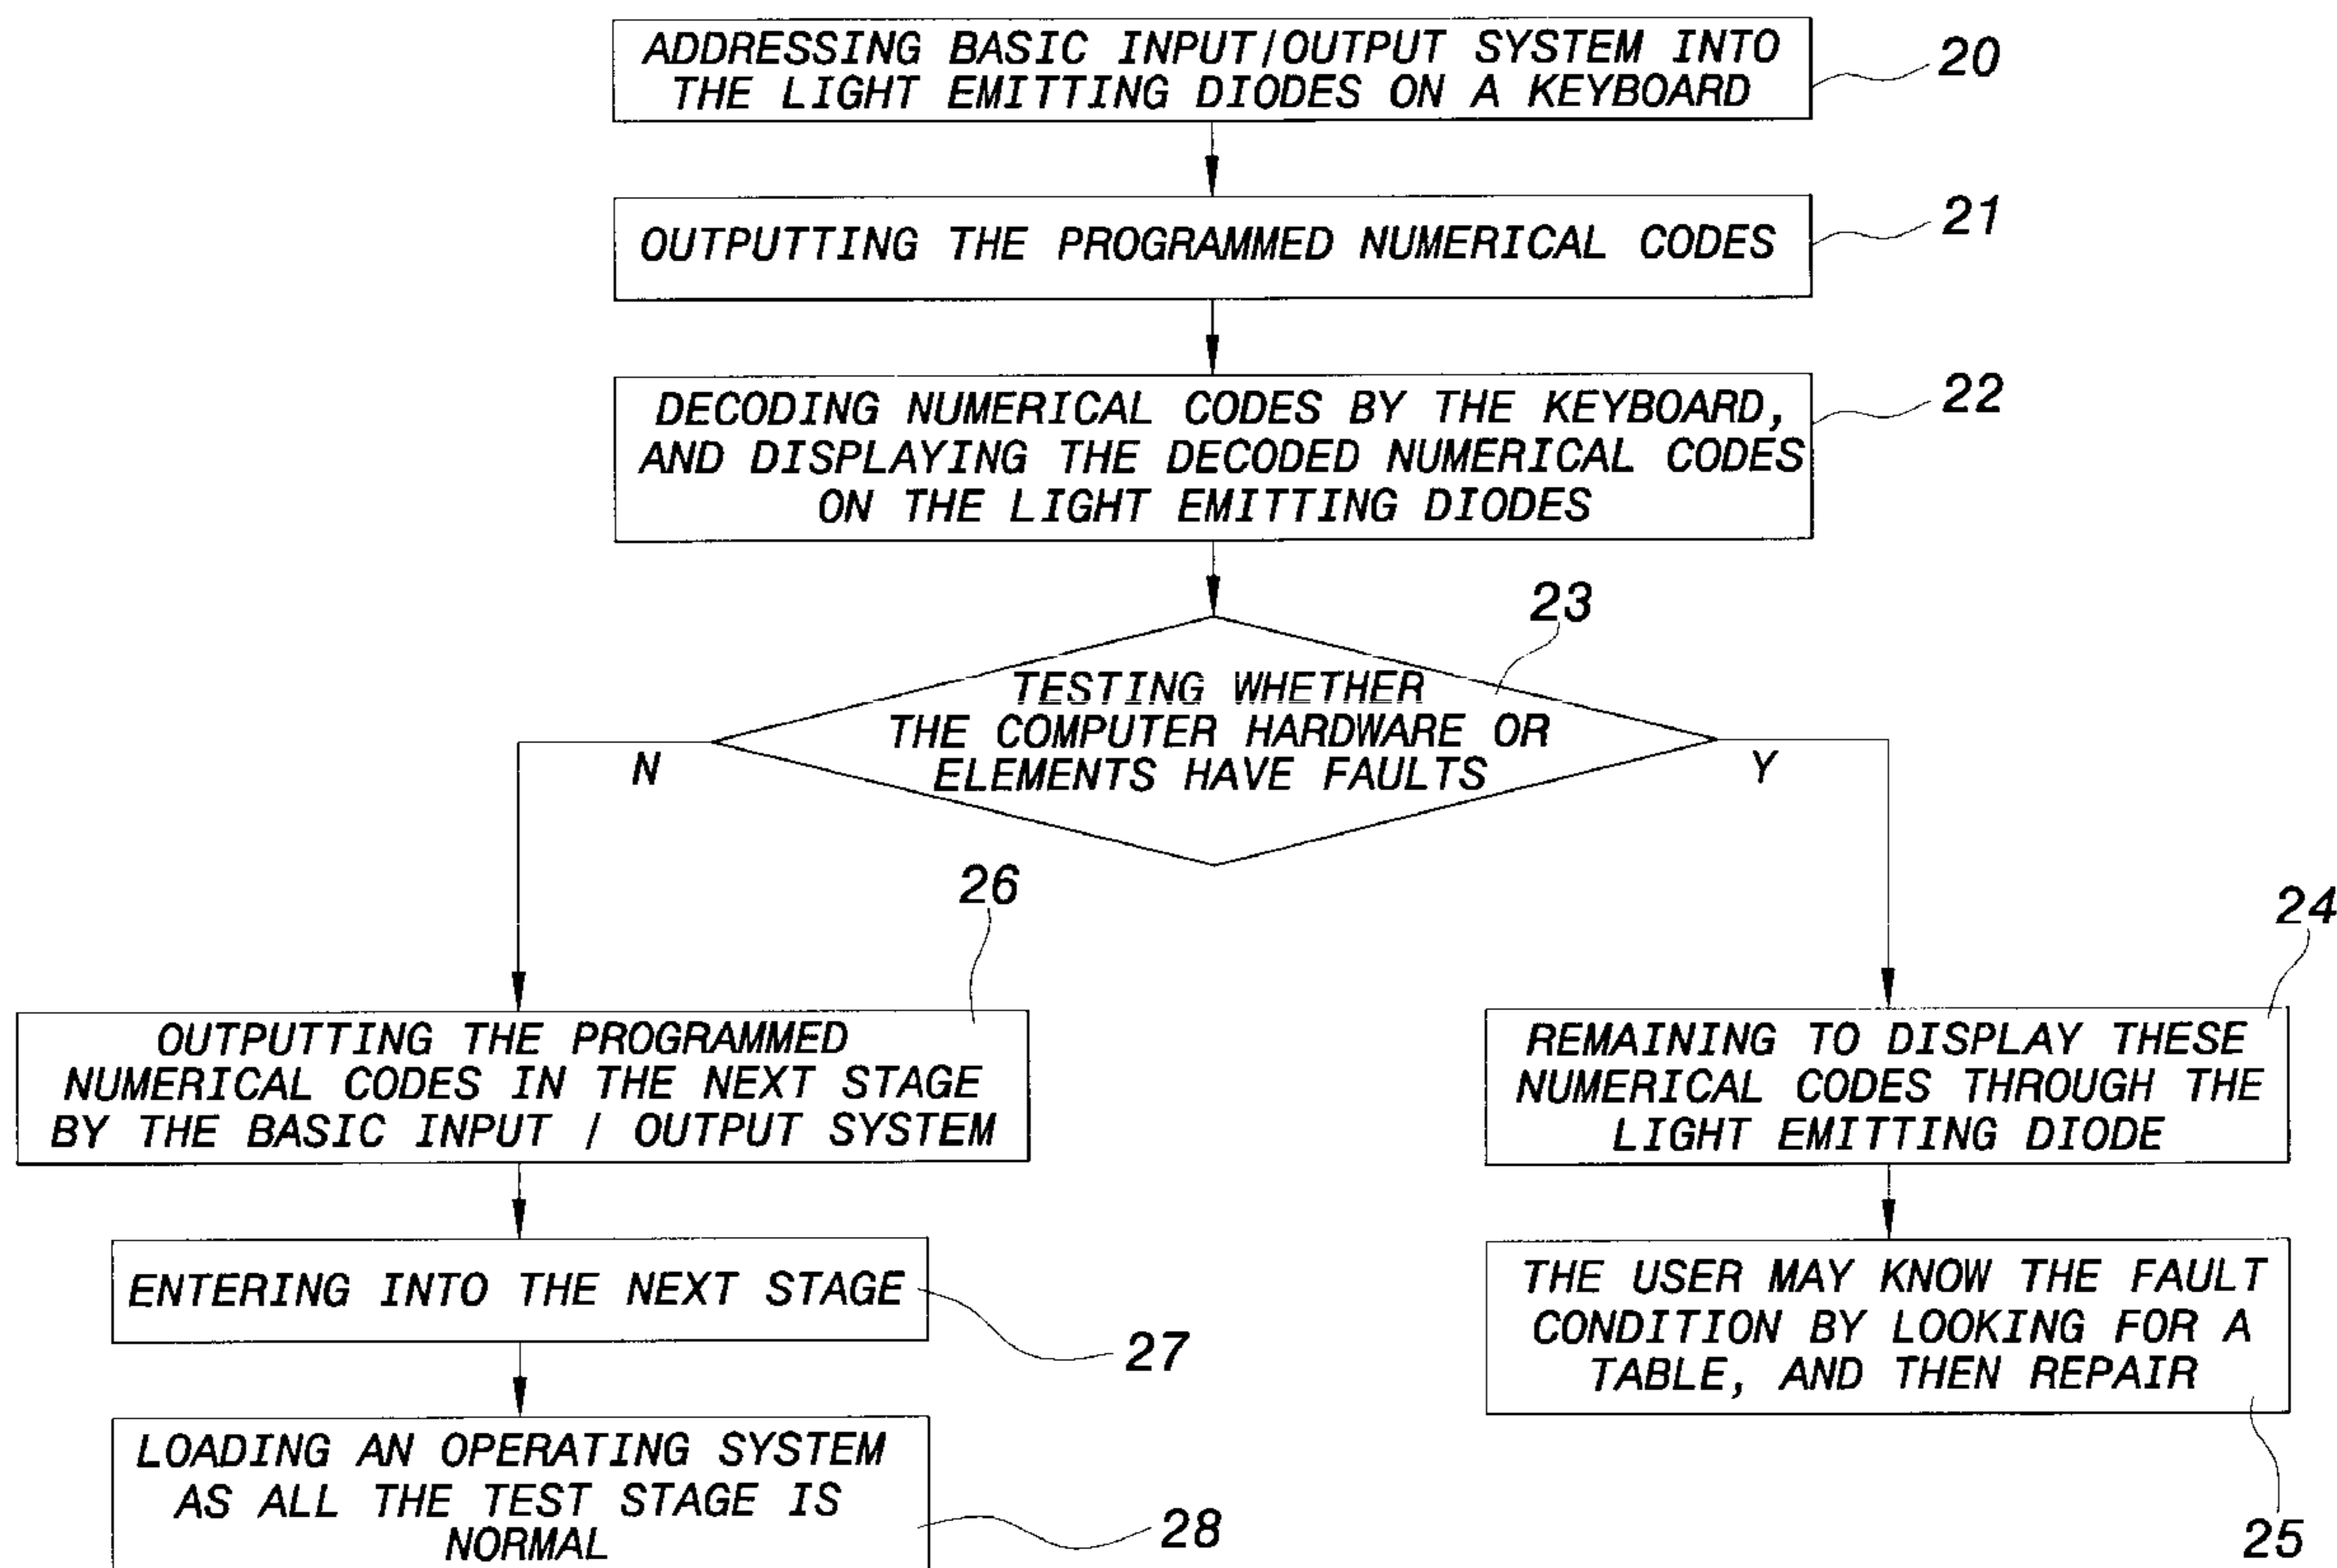 ADDRESSING BASIC INPUT/OUTPUT SYSTEM INTO
THE LIGHT EMITTING DIODES ON A KEYBOARD
20
OUTPUTTING THE PROGRAMMED NUMERICAL CODES
21
DECODING NUMERICAL CODES BY THE KEYBOARD,
AND DISPLAYING THE DECODED NUMERICAL CODES
ON THE LIGHT EMITTING DIODES
22
23
TESTING WHETHER
THE COMPUTER HARDWARE OR
ELEMENTS HAVE FAULTS
N
Y
26
OUTPUTTING THE PROGRAMMED
NUMERICAL CODES IN THE NEXT STAGE
BY THE BASIC INPUT / OUTPUT SYSTEM
24
REMAINING TO DISPLAY THESE
NUMERICAL CODES THROUGH THE
LIGHT EMITTING DIODE
ENTERING INTO THE NEXT STAGE
27
THE USER MAY KNOW THE FAULT
CONDITION BY LOOKING FOR A
TABLE, AND THEN REPAIR
25
LOADING AN OPERATING SYSTEM
AS ALL THE TEST STAGE IS
NORMAL
28